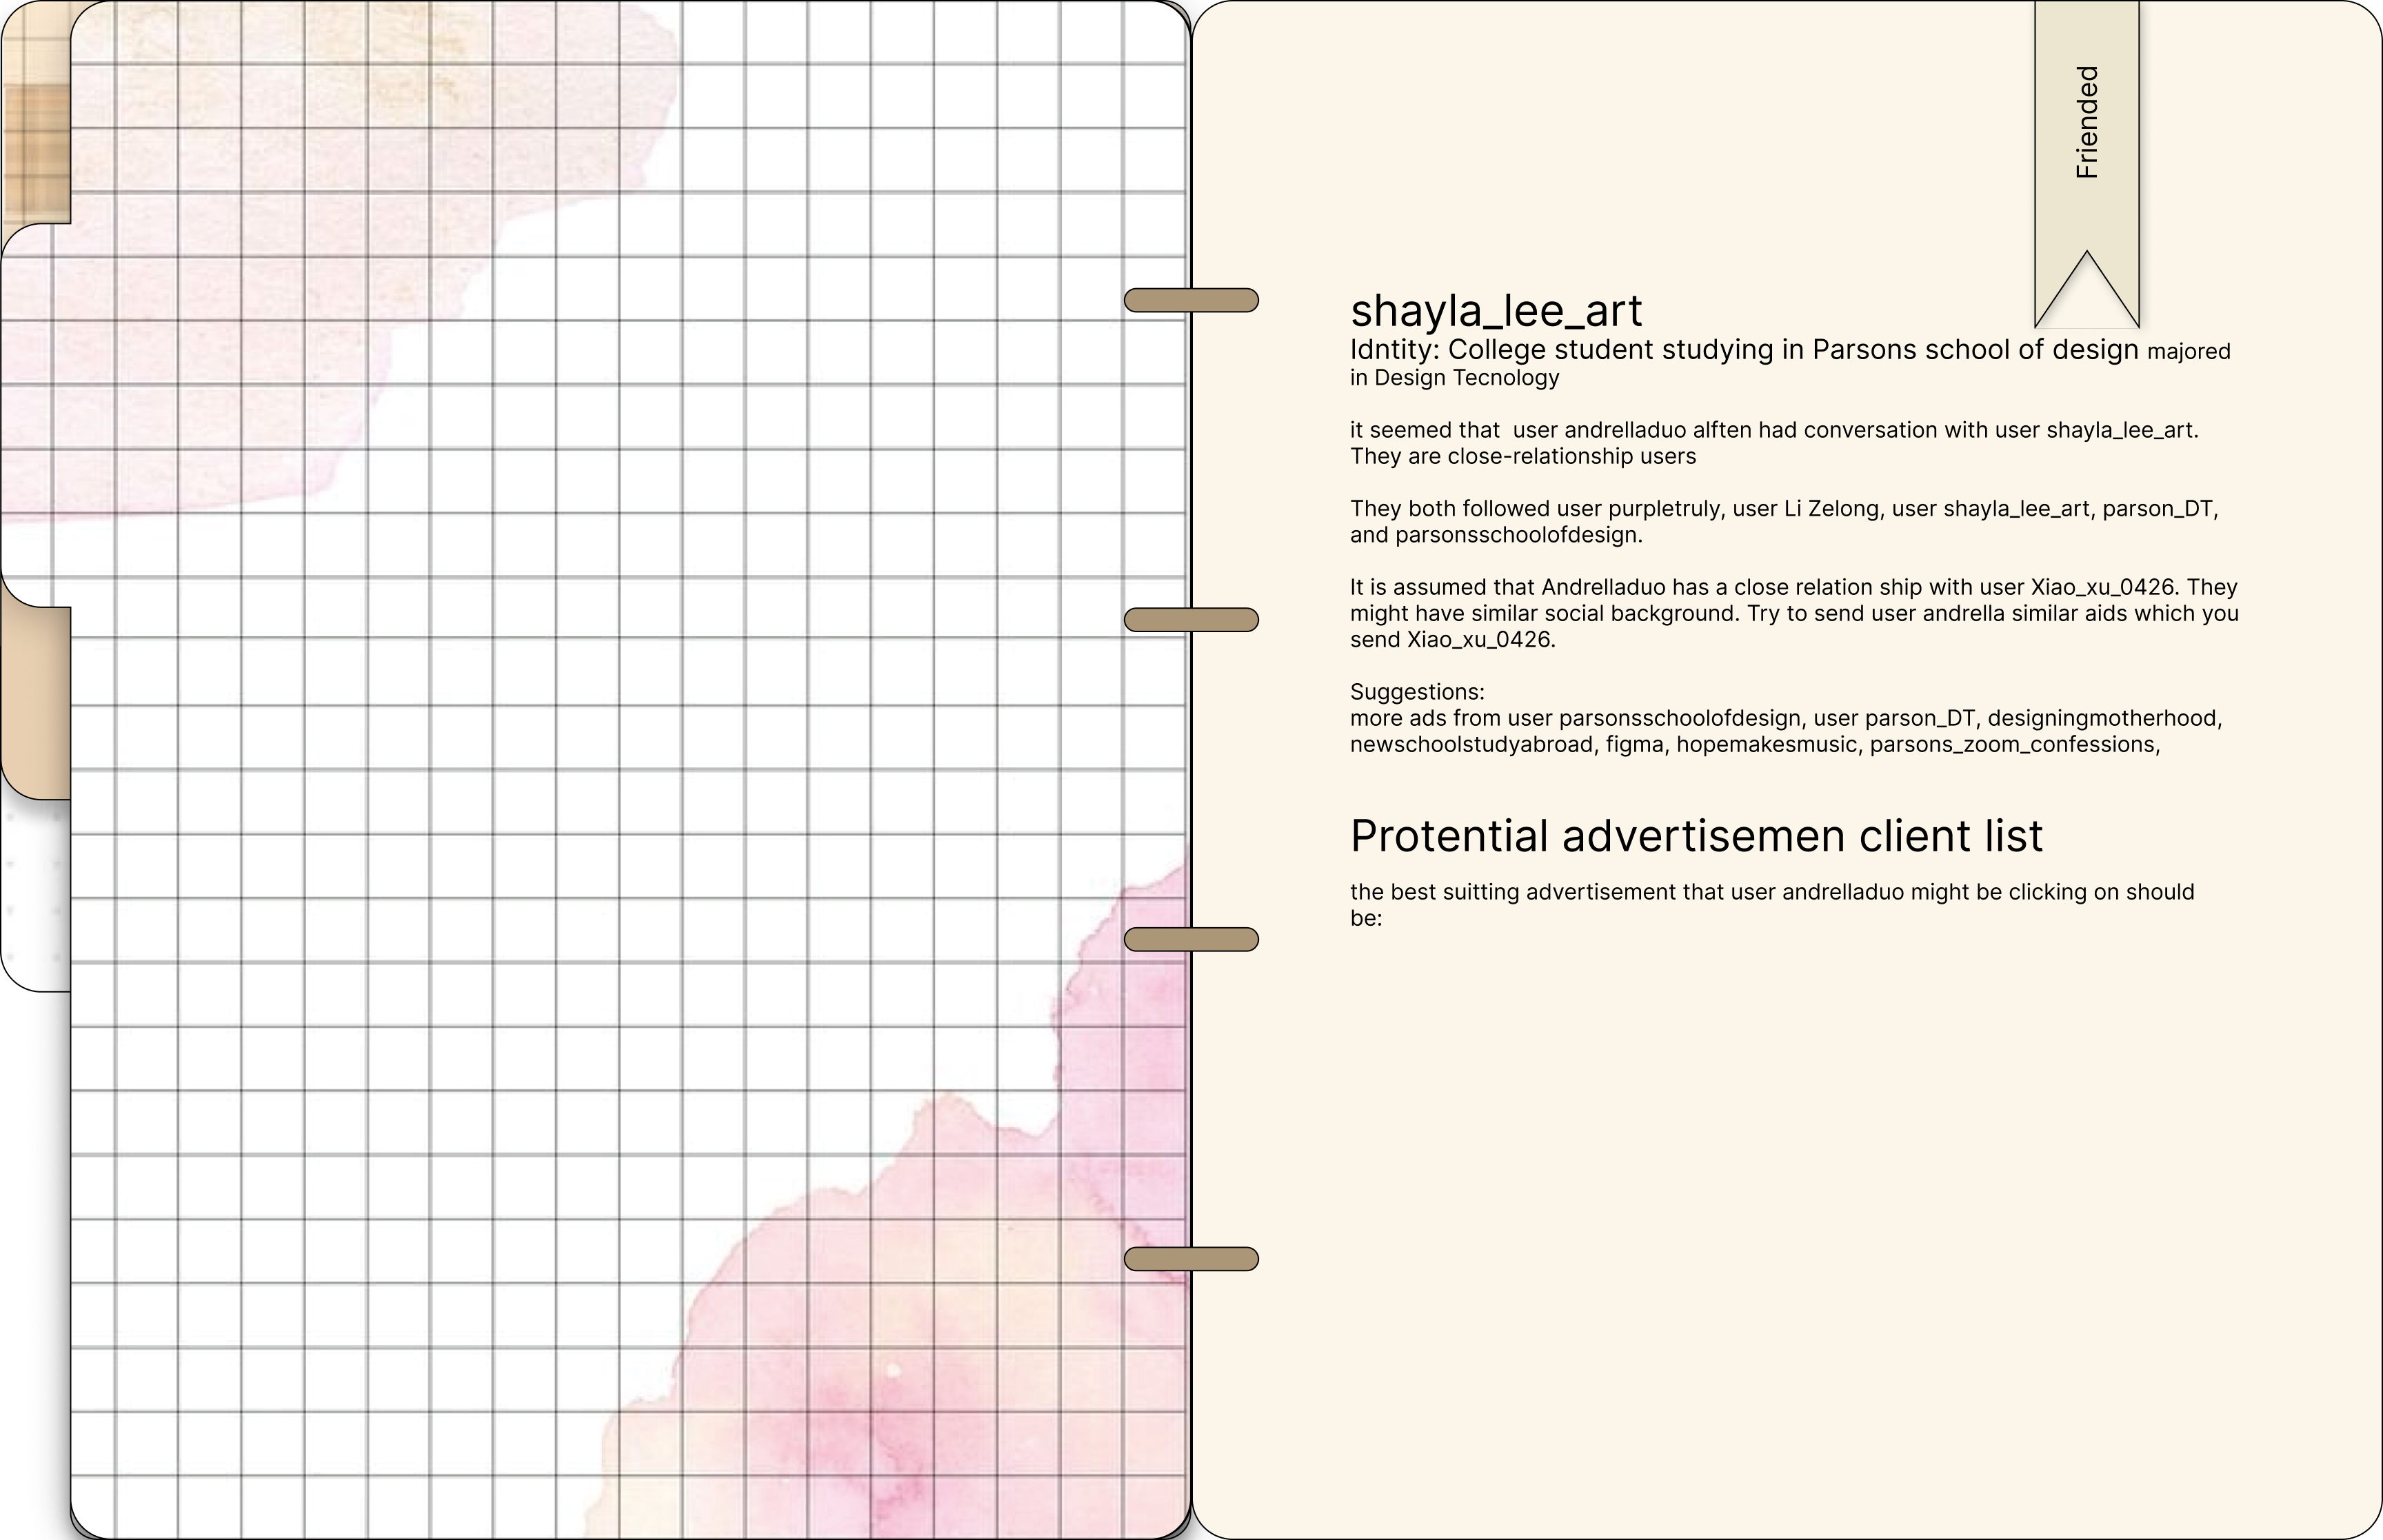 Friended
shayla_lee_art
Idntity: College student studying in Parsons school of design majored
in Design Tecnology
it seemed that  user andrelladuo alften had conversation with user shayla_lee_art.
They are close-relationship users
They both followed user purpletruly, user Li Zelong, user shayla_lee_art, parson_DT,
and parsonsschoolofdesign.
It is assumed that Andrelladuo has a close relation ship with user Xiao_xu_0426. They
might have similar social background. Try to send user andrella similar aids which you
send Xiao_xu_0426.
Suggestions:
more ads from user parsonsschoolofdesign, user parson_DT, designingmotherhood,
newschoolstudyabroad, figma, hopemakesmusic, parsons_zoom_confessions,
Protential advertisemen client list
the best suitting advertisement that user andrelladuo might be clicking on should
be: